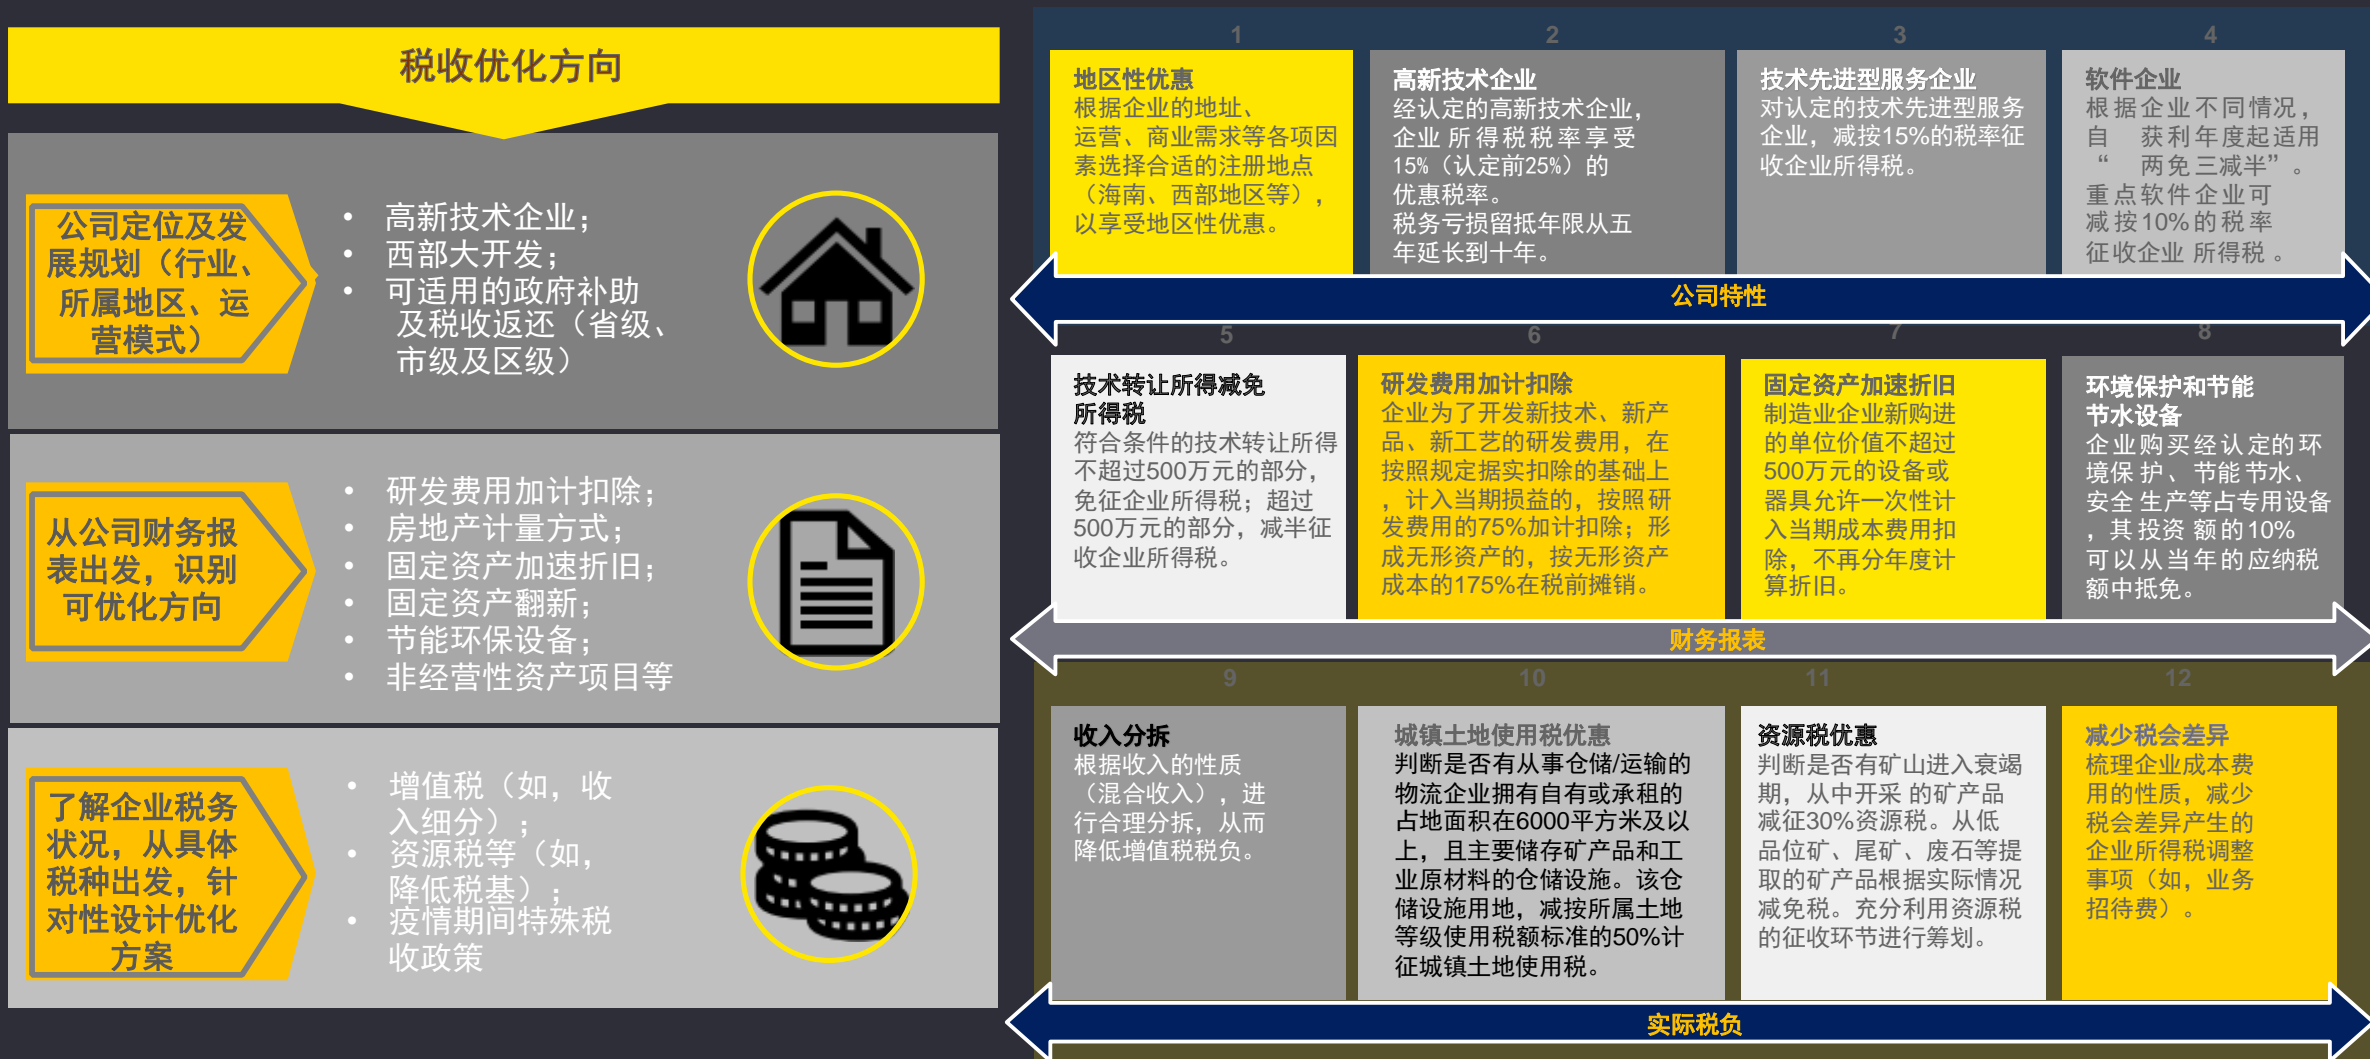 税收优化方向
公司定位及发
展规划（行业、
所属地区、运
营模式）
• 高新技术企业；
• 西部大开发；
• 可适用的政府补助
及税收返还（省级、
市级及区级）
从公司财务报
表出发，识别
可优化方向
• 研发费用加计扣除；
• 房地产计量方式；
• 固定资产加速折旧；
• 固定资产翻新；
• 节能环保设备；
• 非经营性资产项目等
了解企业税务
状况，从具体
税种出发，针
对性设计优化
方案
• 增值税（如，收
入细分）；
• 资源税等（如，
降低税基）；
• 疫情期间特殊税
收政策
1
地区性优惠
根据企业的地址、
运营、商业需求等各项因
素选择合适的注册地点
（海南、西部地区等），
以享受地区性优惠。
2
高新技术企业
经认定的高新技术企业，
企业 所得税税率享受
15%（认定前25%）的
优惠税率。
税务亏损留抵年限从五
年延长到十年。
3
技术先进型服务企业
对认定的技术先进型服务
企业，减按15%的税率征
收企业所得税。
4
软件企业
根据企业不同情况，
自 获利年度起适用
“ 两免三减半”。
重点软件企业可
减按10%的税率
征收企业 所得税 。
公司特性
5
技术转让所得减免
所得税
符合条件的技术转让所得
不超过500万元的部分，
免征企业所得税；超过
500万元的部分，减半征
收企业所得税。
6
研发费用加计扣除
企业为了开发新技术、新产
品、新工艺的研发费用，在
按照规定据实扣除的基础上
，计入当期损益的，按照研
发费用的75%加计扣除；形
成无形资产的，按无形资产
成本的175%在税前摊销。
7
固定资产加速折旧
制造业企业新购进
的单位价值不超过
500万元的设备或
器具允许一次性计
入当期成本费用扣
除，不再分年度计
算折旧。
8
环境保护和节能
节水设备
企业购买经认定的环
境保 护、 节能 节水、
安全 生产等占专用设备
，其 投资 额的10%
可以从当年的应纳税
额中抵免。
财务报表
9
收入分拆
根据收入的性质
（混合收入），进
行合理分拆，从而
降低增值税税负。
10
城镇土地使用税优惠
判断是否有从事仓储/运输的
物流企业拥有自有或承租的
占地面积在6000平方米及以
上，且主要储存矿产品和工
业原材料的仓储设施。该仓
储设施用地，减按所属土地
等级使用税额标准的50%计
征城镇土地使用税。
11
资源税优惠
判断是否有矿山进入衰竭
期，从中开采 的矿产品
减征30%资源税。从低
品位矿、尾矿、废石等提
取的矿产品根据实际情况
减免税。充分利用资源税
的征收环节进行筹划。
12
减少税会差异
梳理企业成本费
用的性质，减少
税会差异产生的
企业所得税调整
事项（如，业务
招待费）。
实际税负